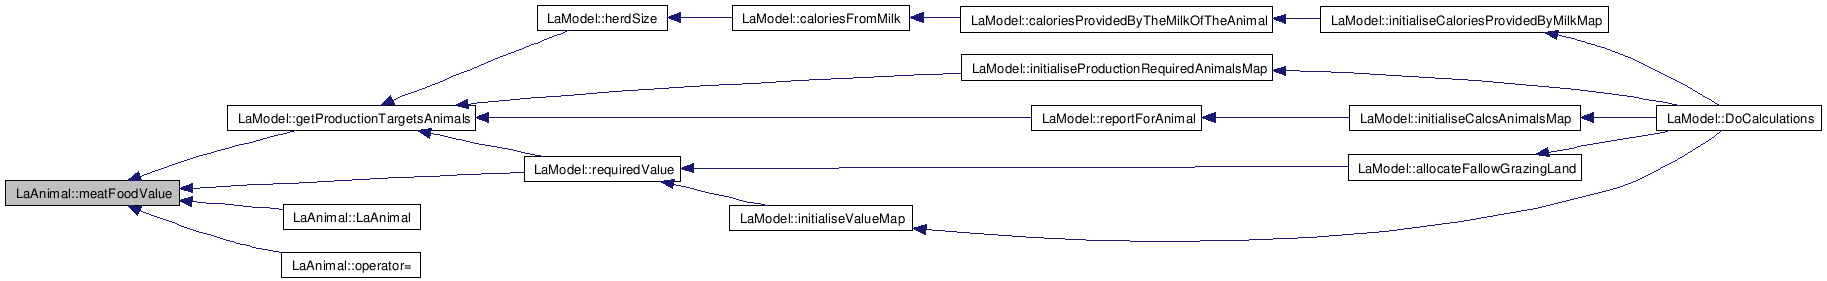 LaModel::herdSize
LaModel::caloriesFromMilk
LaModel::caloriesProvidedByTheMilkOfTheAnimal
LaModel::initialiseCaloriesProvidedByMilkMap
LaModel::initialiseProductionRequiredAnimalsMap
LaModel::getProductionTargetsAnimals
LaModel::reportForAnimal
LaModel::initialiseCalcsAnimalsMap
LaModel::DoCalculations
LaModel::requiredValue
LaModel::allocateFallowGrazingLand
LaAnimal::meatFoodValue
LaAnimal::LaAnimal
LaModel::initialiseValueMap
LaAnimal::operator=